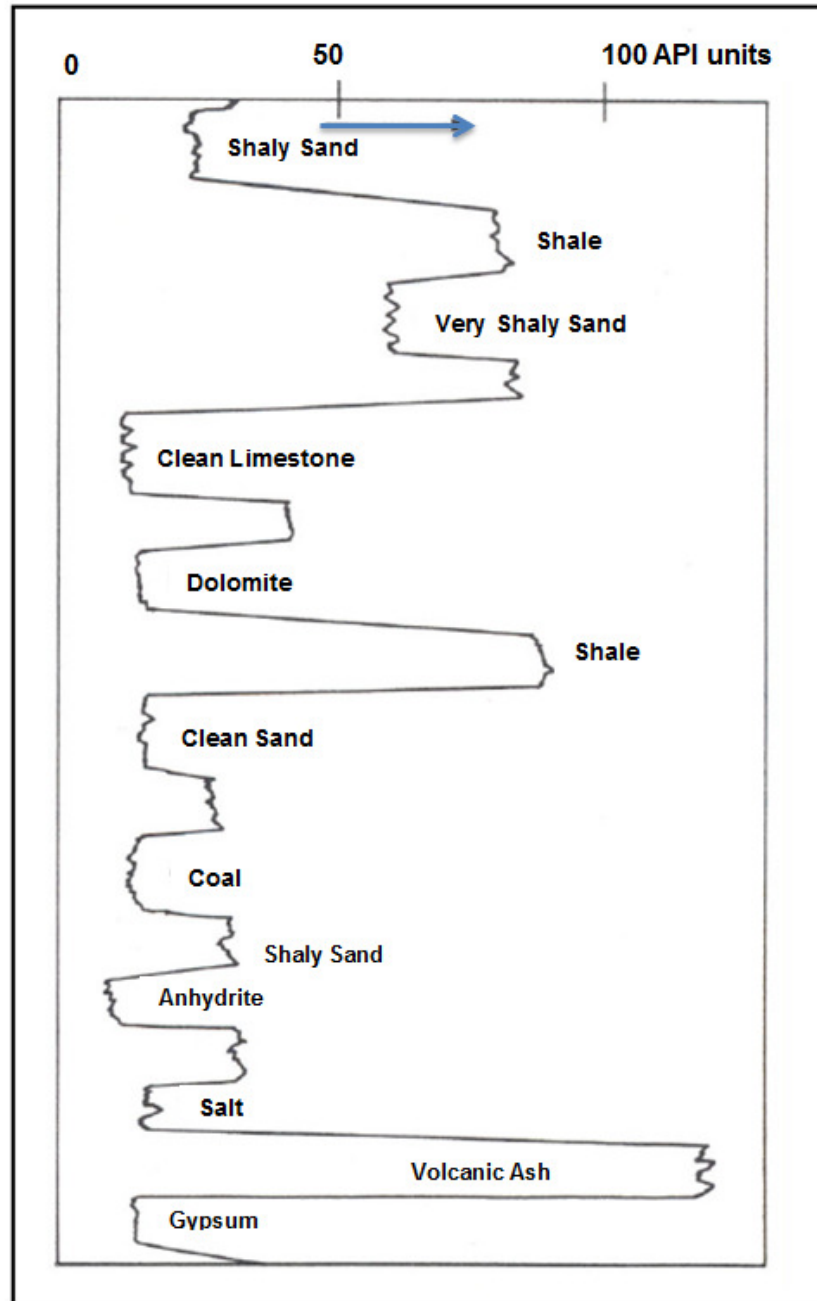 0 50 100 API units
Shaly Sand
Shale
Very Shaly Sand
Clean Limestone
Dolomite
Shale
Clean Sand
Coal
Shaly Sand
Anhydrite
Salt
Volcanic Ash
Gypsum